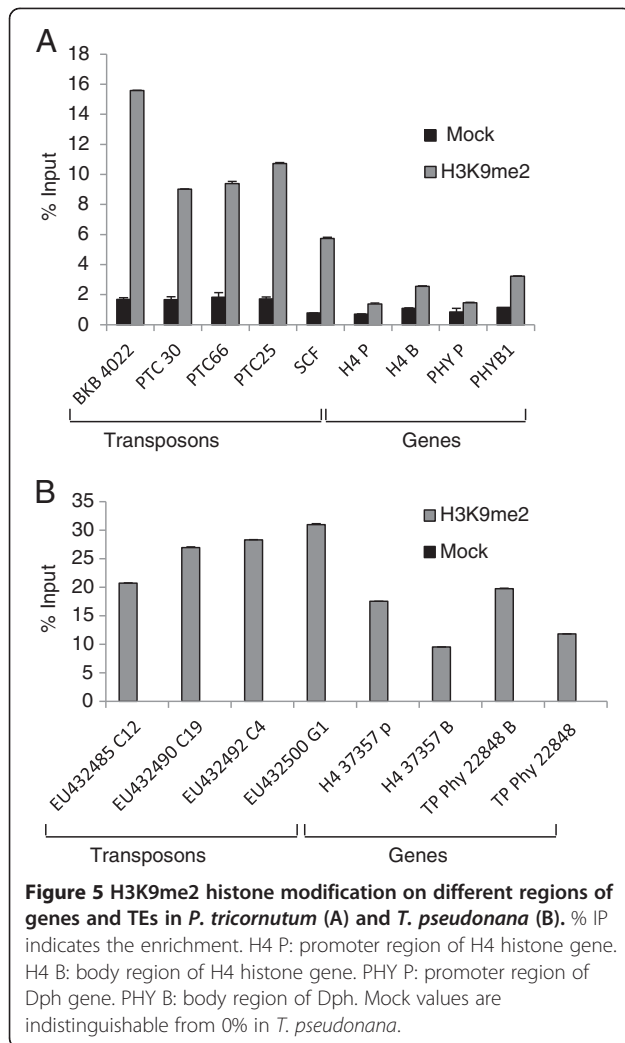 A
18
16
14
12
10
8
6
4
2
0
% Input
Mock
H3K9me2
BKB 4022
PTC 30
PTC66
PTC25
SCF
H4 P
H4 B
PHY P
PHYB1
Transposons
Genes
B
35
30
25
20
15
10
5
0
% Input
H3K9me2
Mock
EU432485 C12
EU432490 C19
EU432492 C4
EU432500 G1
H4 37357 p
H4 37357 B
TP Phy 22848 B
TP Phy 22848
Transposons
Genes
Figure 5 H3K9me2 histone modification on different regions of
genes and TEs in P. tricornutum (A) and T. pseudonana (B). % IP
indicates the enrichment. H4 P: promoter region of H4 histone gene.
H4 B: body region of H4 histone gene. PHY P: promoter region of
Dph gene. PHY B: body region of Dph. Mock values are
indistinguishable from 0% in T. pseudonana.